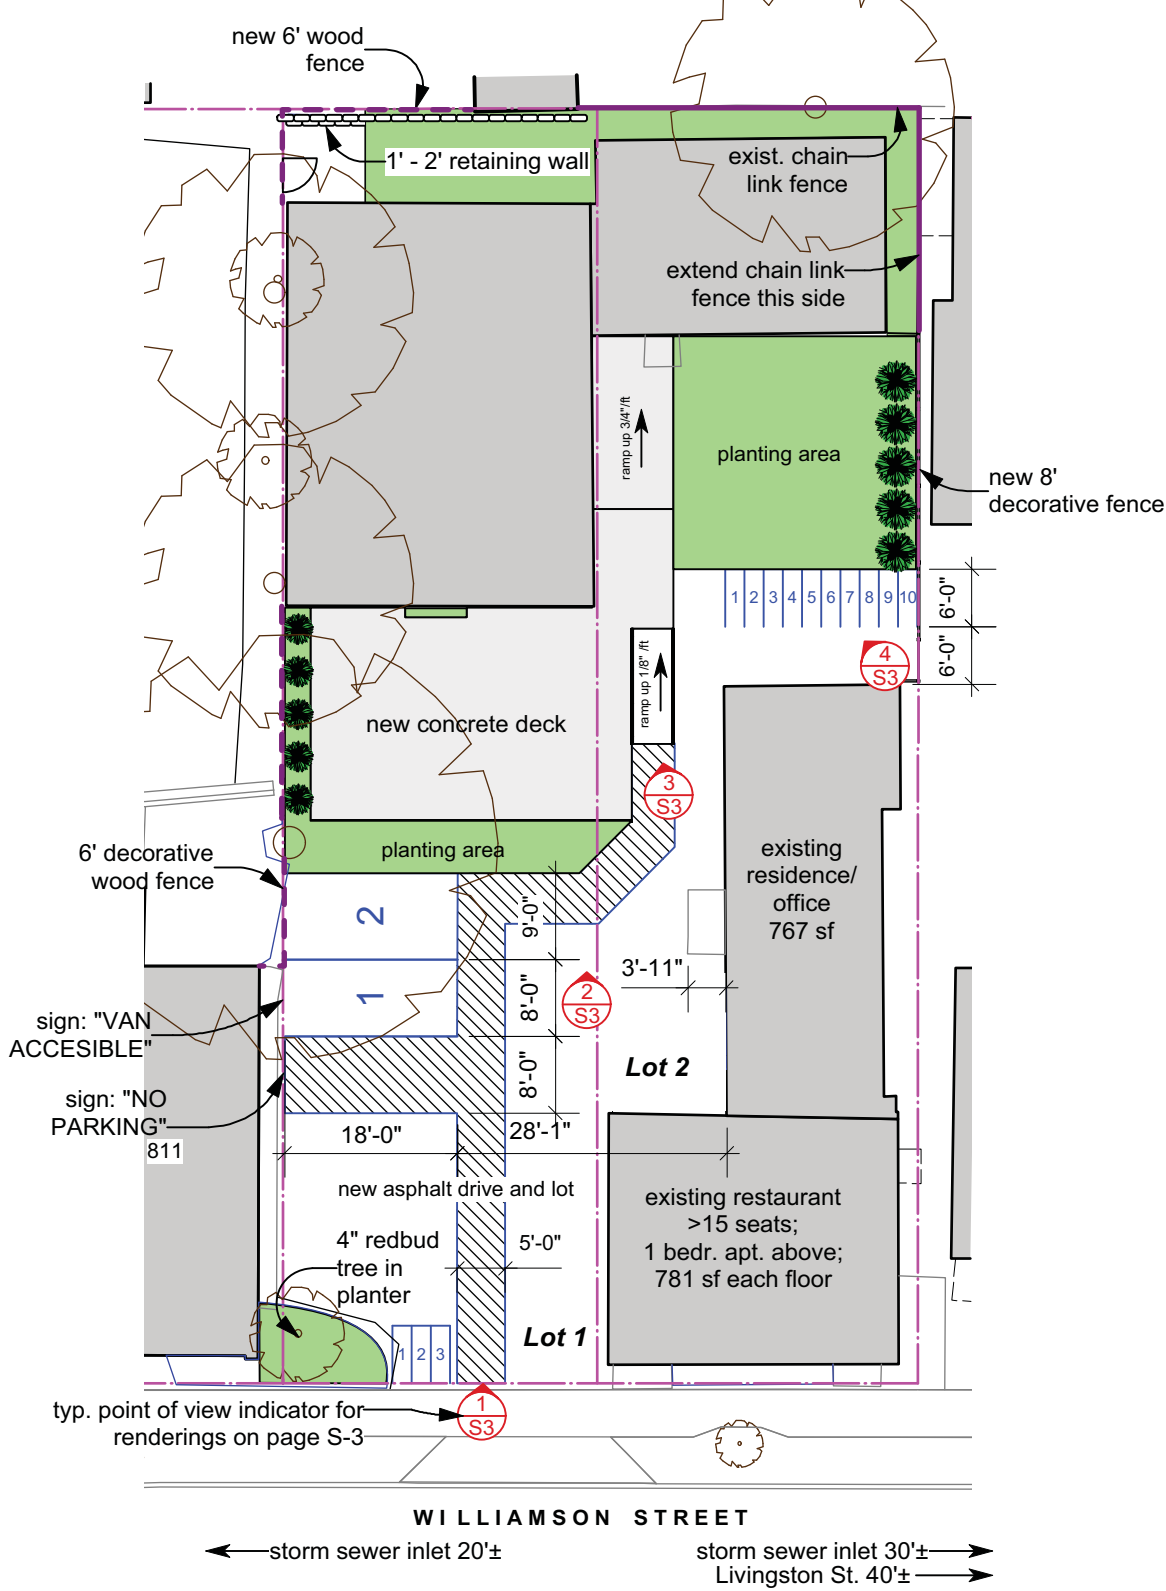 new 6' wood
fence
1' - 2' retaining wall
exist. chain
link fence
extend chain link
fence this side
ramp up 3/4"/ft
planting area
new 8'
decorative fence
1 2 3 4 5 6 7 8 9 10
6'-0"
6'-0"
4
S3
ramp up 1/8" /ft
new concrete deck
3
S3
planting area
6' decorative
wood fence
existing
residence/
office
767 sf
2
9'-0"
3'-11"
1
8'-0"
2
S3
sign: "VAN
ACCESIBLE"
Lot 2
8'-0"
sign: "NO
PARKING"
811
18'-0"
28'-1"
new asphalt drive and lot
existing restaurant
>15 seats;
1 bedr. apt. above;
781 sf each floor
4" redbud
tree in
planter
5'-0"
Lot 1
1 2 3
typ. point of view indicator for
renderings on page S-3
1
S3
WILLIAMSON STREET
storm sewer inlet 20'±
storm sewer inlet 30'±
Livingston St. 40'±